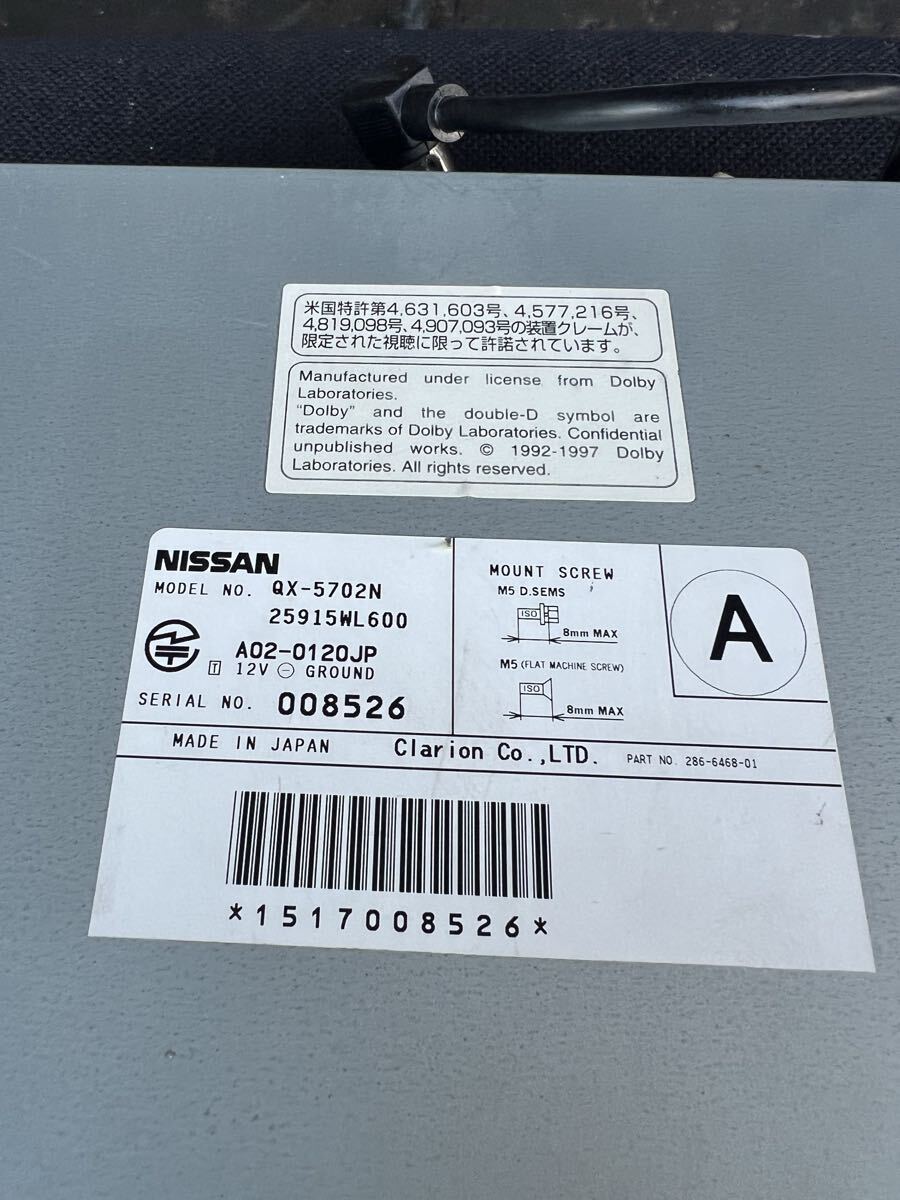 米国特許第4,631,603号、4,577,216号、
4,819,098号、4,907,093号の装置クレームが、
限定された視聴に限って許諾されています。
Manufactured under license from Dolby
Laboratories.
"Dolby" and the double-D symbol are
trademarks of Dolby Laboratories. Confidential
unpublished works. © 1992-1997 Dolby
Laboratories. All rights reserved.
NISSAN
MODEL NO. QX-5702N
25915WL600
A02-0120JP
T 12V ⊖ GROUND
SERIAL NO. 008526
MOUNT SCREW
M5 D.SEMS
ISO
8mm MAX
M5 (FLAT MACHINE SCREW)
ISO
8mm MAX
A
MADE IN JAPAN
Clarion Co.,LTD.
PART NO. 286-6468-01
*1517008526*